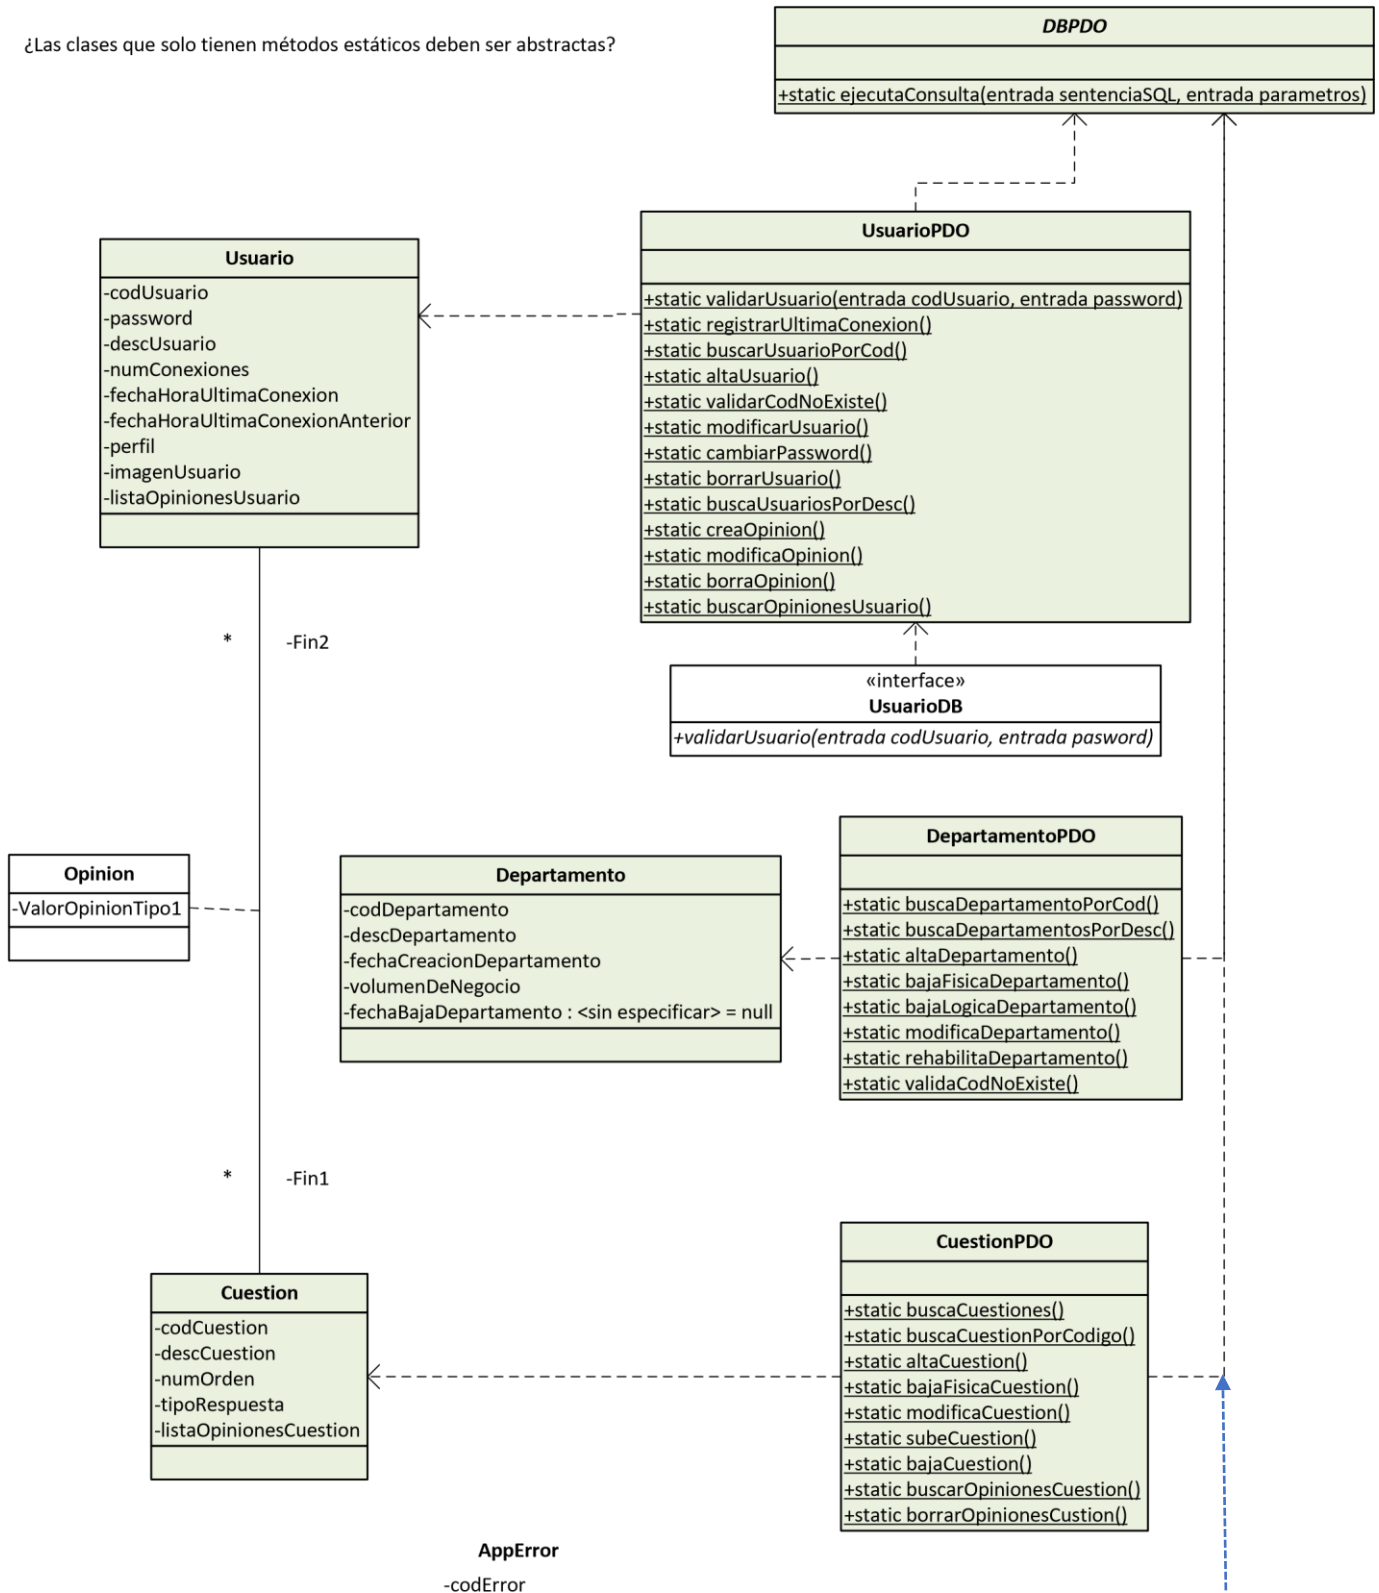 ¿Las clases que solo tienen métodos estáticos deben ser abstractas?
DBPDO
+static ejecutaConsulta(entrada sentenciaSQL, entrada parametros)
Usuario
-codUsuario
-password
-descUsuario
-numConexiones
-fechaHoraUltimaConexion
-fechaHoraUltimaConexionAnterior
-perfil
-imagenUsuario
-listaOpinionesUsuario
UsuarioPDO
+static validarUsuario(entrada codUsuario, entrada password)
+static registrarUltimaConexion()
+static buscarUsuarioPorCod()
+static altaUsuario()
+static validarCodNoExiste()
+static modificarUsuario()
+static cambiarPassword()
+static borrarUsuario()
+static buscaUsuariosPorDesc()
+static creaOpinion()
+static modificaOpinion()
+static borraOpinion()
+static buscarOpinionesUsuario()
* -Fin2
«interface»
UsuarioDB
+validarUsuario(entrada codUsuario, entrada pasword)
Opinion
-ValorOpinionTipo1
Departamento
-codDepartamento
-descDepartamento
-fechaCreacionDepartamento
-volumenDeNegocio
-fechaBajaDepartamento : <sin especificar> = null
DepartamentoPDO
+static buscaDepartamentoPorCod()
+static buscaDepartamentosPorDesc()
+static altaDepartamento()
+static bajaFisicaDepartamento()
+static bajaLogicaDepartamento()
+static modificaDepartamento()
+static rehabilitaDepartamento()
+static validaCodNoExiste()
* -Fin1
Cuestion
-codCuestion
-descCuestion
-numOrden
-tipoRespuesta
-listaOpinionesCuestion
CuestionPDO
+static buscaCuestiones()
+static buscaCuestionPorCodigo()
+static altaCuestion()
+static bajaFisicaCuestion()
+static modificaCuestion()
+static subeCuestion()
+static bajaCuestion()
+static buscarOpinionesCuestion()
+static borrarOpinionesCustion()
AppError
-codError